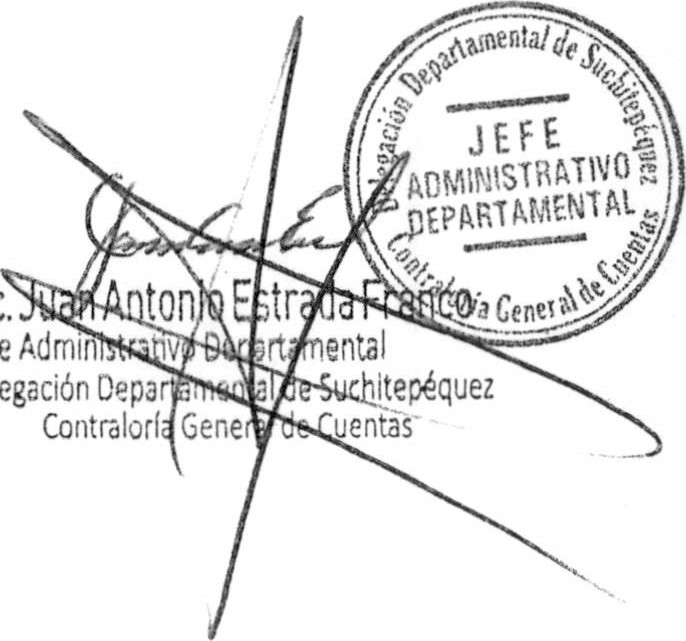 Delegación Departamental de Suchitepéquez
JEFE
ADMINISTRATIVO
DEPARTAMENTAL
Contraloría General de Cuentas
c. Juan Antonio Estrada Franco
e Administrativo Departamental
legación Departamental de Suchitepéquez
Contraloría General de Cuentas